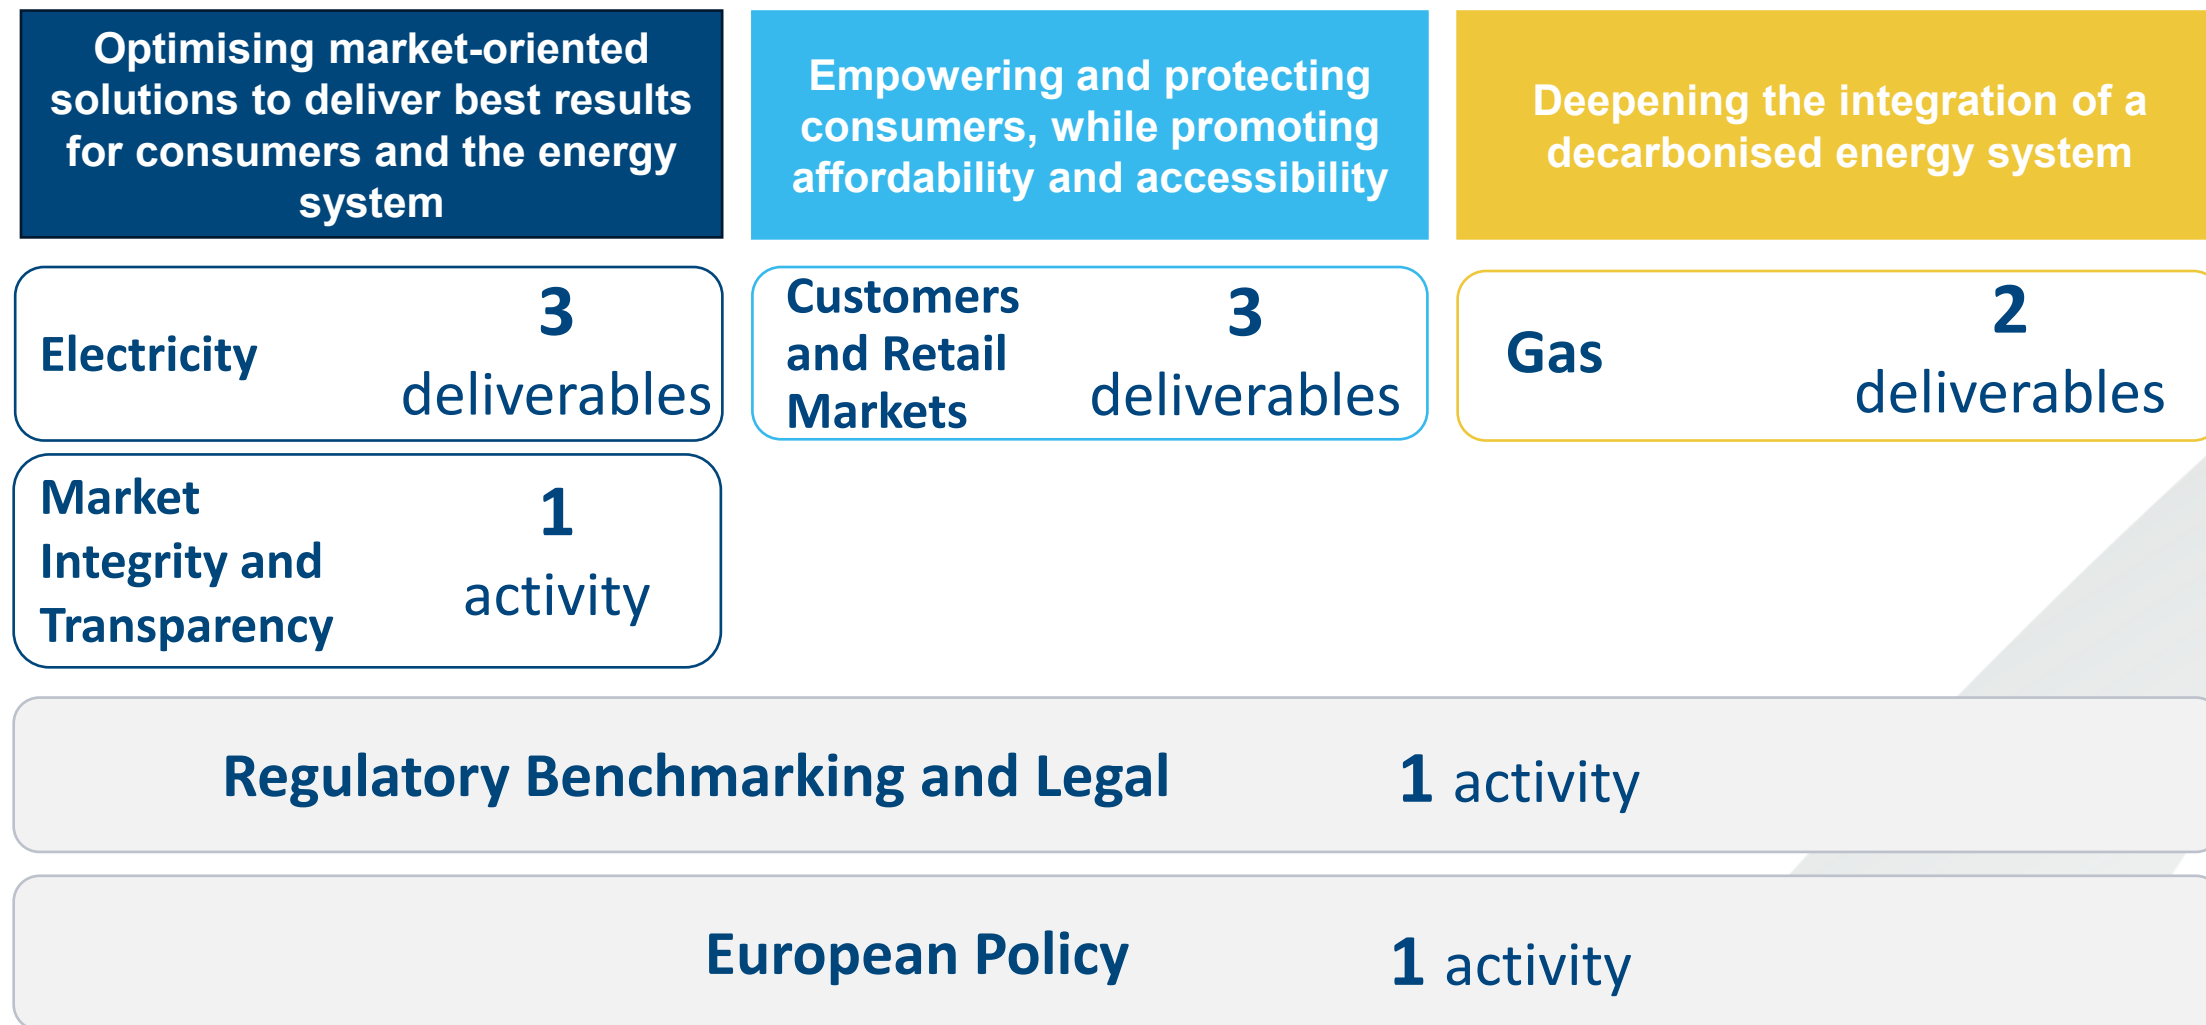 Optimising market-oriented
solutions to deliver best results
for consumers and the energy
system
Empowering and protecting
consumers, while promoting
affordability and accessibility
Deepening the integration of a
decarbonised energy system
Electricity
3
deliverables
Customers
and Retail
Markets
3
deliverables
Gas
2
deliverables
Market
Integrity and
Transparency
1
activity
Regulatory Benchmarking and Legal 1 activity
European Policy 1 activity